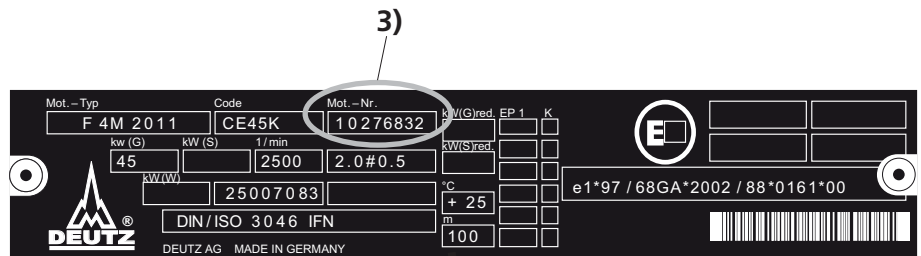 3)
Mot.–Typ Code Mot.–Nr. kW(G)red. EP 1 K
F 4M 2011 CE45K 10276832
kw (G) kW (S) 1/min kW(S)red.
45 2500 2.0#0.5
kW(W) °C
25007083 + 25
e1*97 / 68GA*2002 / 88*0161*00
DIN/ISO 3046 IFN m
100
DEUTZ ®
DEUTZ AG MADE IN GERMANY
E